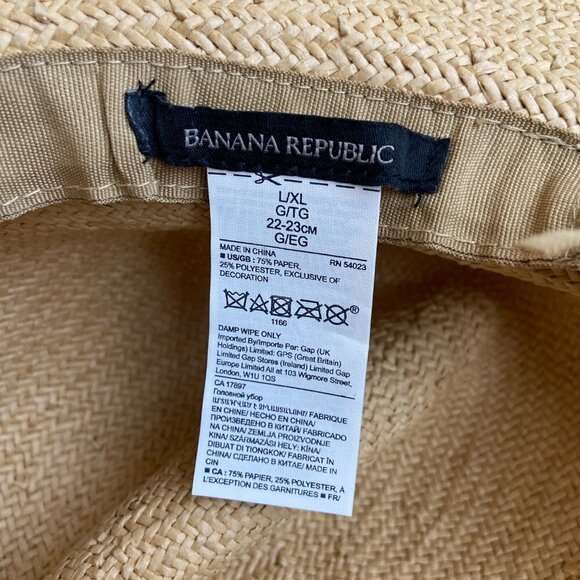 BANANA REPUBLIC
L/XL
G/TG
22-23CM
G/EG
MADE IN CHINA RN 54023
■ US/GB : 75% PAPER,
25% POLYESTER, EXCLUSIVE OF
DECORATION
1166
DAMP WIPE ONLY
Imported By/Importe Par: Gap (UK
Holdings) Limited: GPS (Great Britain)
Limited Gap Stores (Ireland) Limited Gap
Europe Limited All at 103 Wigmore Street,
London, W1U 1QS
CA 17897
Головной убор
FABRIQUE
EN CHINE/ HECHO EN CHINA/
ПРОИЗВЕДЕНО В КИТАЙ/ FABRICADO
NA CHINA/ ZEMLJA PROIZVODNJE
KINA/ SZÁRMAZÁSI HELY: KÍNA/
DIBUAT DI TIONGKOK/ FABRICAT ÎN
CHINA/ СДЕЛАНО В КИТАЕ/ MADE IN
CIN
■ CA : 75% PAPIER, 25% POLYESTER, À
L'EXCEPTION DES GARNITURES ■ FR/